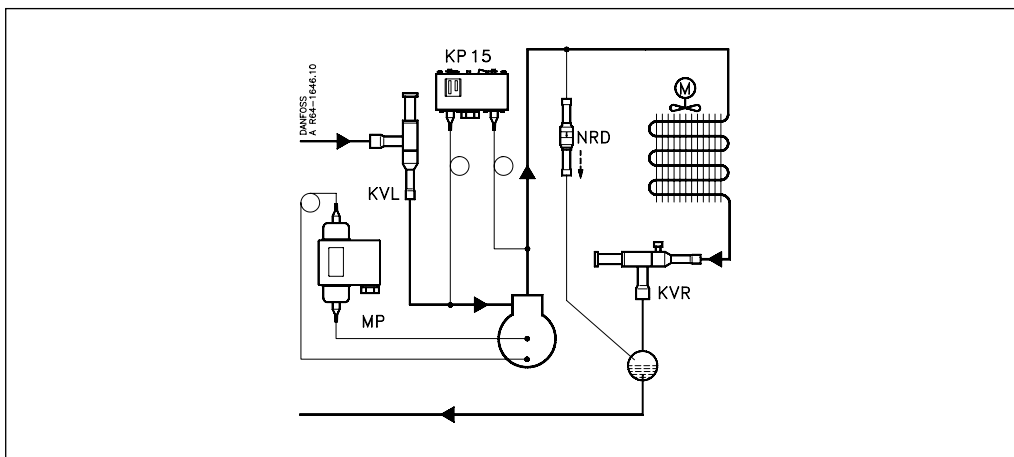 KP 15
DANFOSS
A R64-1646.10
M
NRD
KVL
KVR
MP